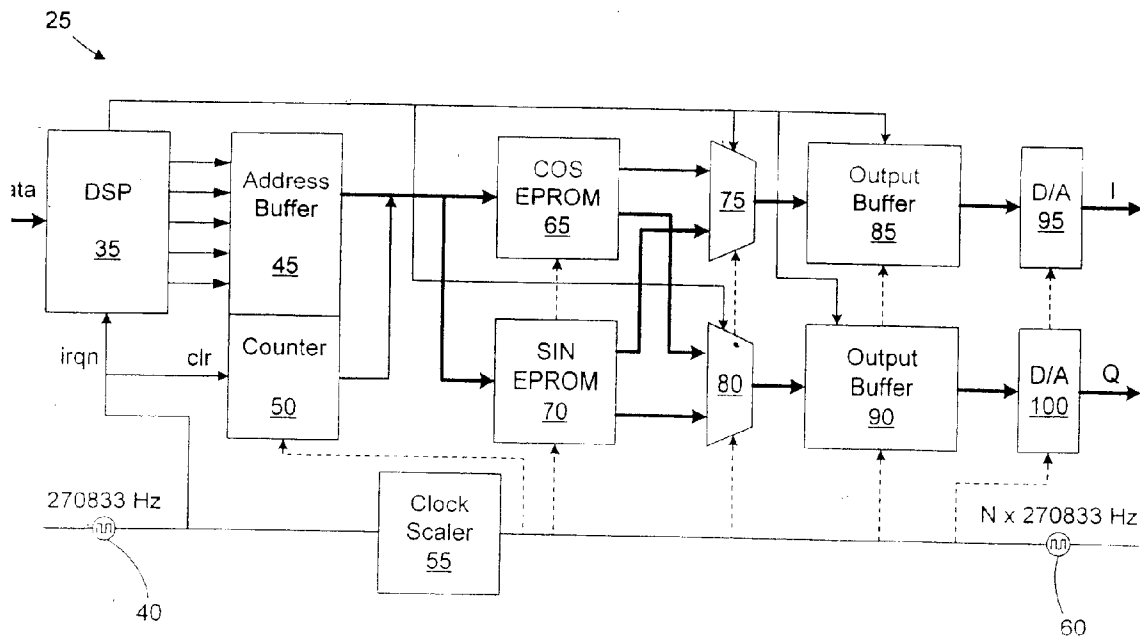 25
ata
DSP
35
Address
Buffer
45
COS
EPROM
65
75
Output
Buffer
85
D/A
95
I
irqn
clr
Counter
50
SIN
EPROM
70
80
Output
Buffer
90
D/A
100
Q
270833 Hz
Clock
Scaler
55
N x 270833 Hz
40
60